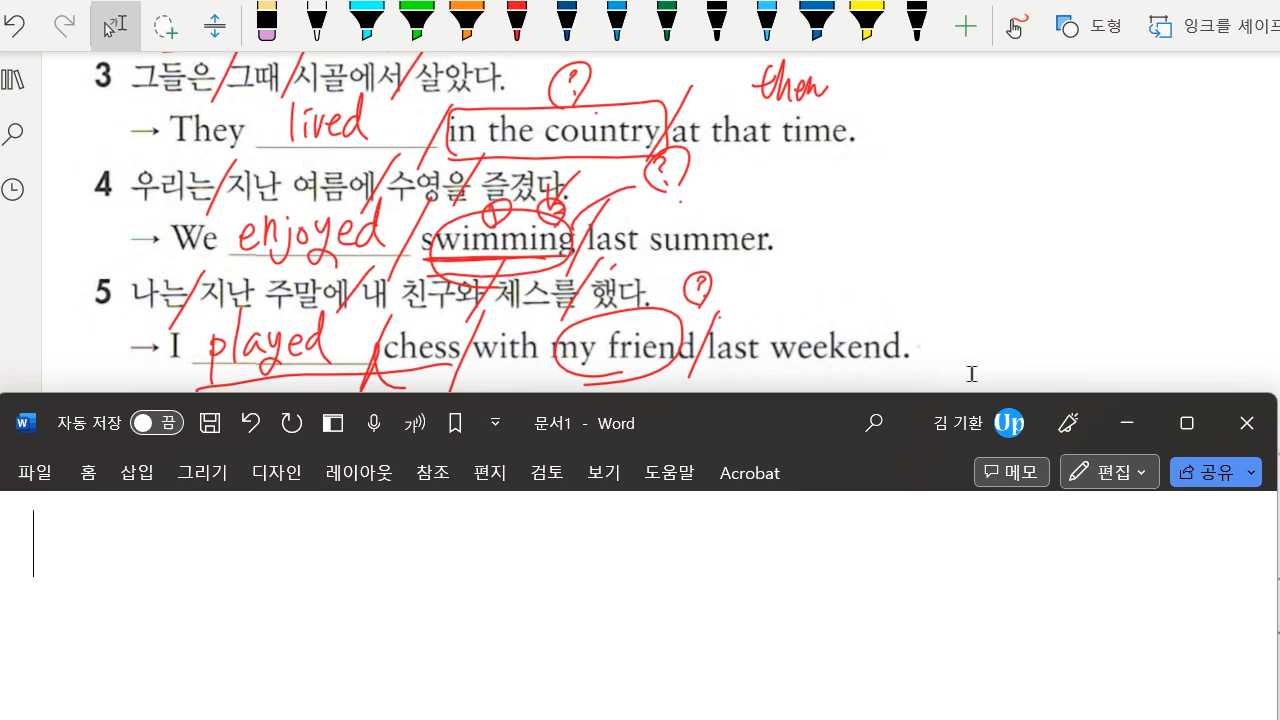 도형
잉크를 셰이프
3 그들은/그때/시골에서/살았다.
? then
→ They lived / in the country / at that time.
4 우리는/지난 여름에/수영을/즐겼다.
?
① ②
→ We enjoyed / swimming / last summer.
5 나는/지난 주말에/내 친구와/체스를/했다.
?
→ I played / chess / with my friend / last weekend.
자동 저장 끔 문서1 - Word 김 기환 Up
파일 홈 삽입 그리기 디자인 레이아웃 참조 편지 검토 보기 도움말 Acrobat 메모 편집 공유